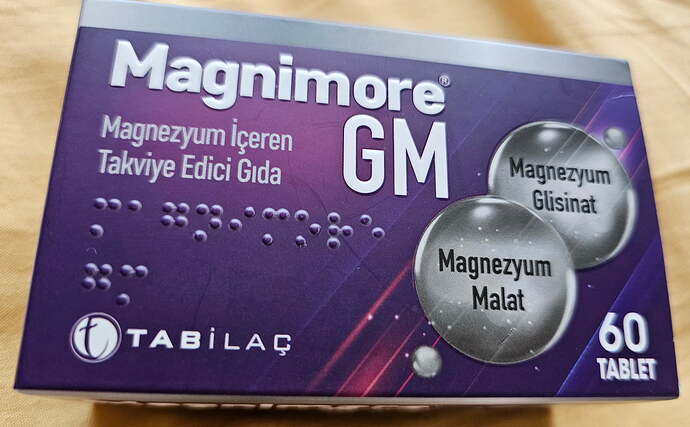 Magnimore®
GM
Magnezyum İçeren
Takviye Edici Gıda
Magnezyum
Glisinat
Magnezyum
Malat
TABİLAÇ
60
TABLET